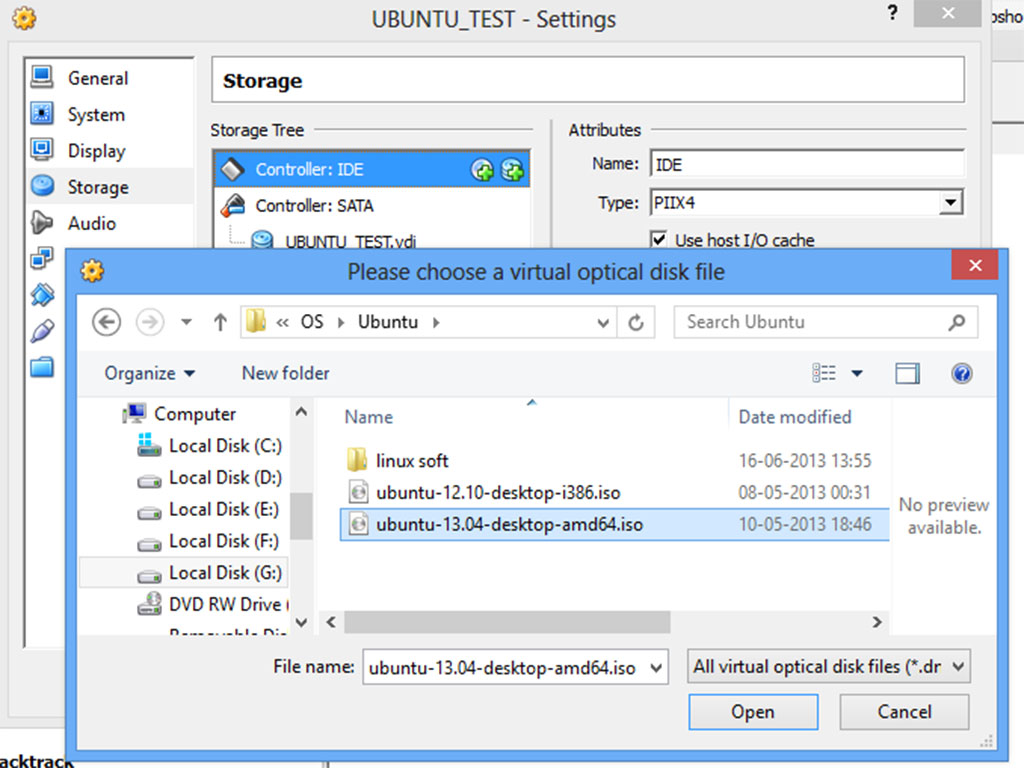 UBUNTU_TEST - Settings
?
General
System
Display
Storage
Audio
Storage
Storage Tree
Controller: IDE
Controller: SATA
UBUNTU_TEST.vdi
Attributes
Name: IDE
Type: PIIX4
Use host I/O cache
Please choose a virtual optical disk file
« OS Ubuntu
Search Ubuntu
Organize
New folder
?
Computer
Local Disk (C:)
Local Disk (D:)
Local Disk (E:)
Local Disk (F:)
Local Disk (G:)
DVD RW Drive (
Name Date modified
linux soft 16-06-2013 13:55
ubuntu-12.10-desktop-i386.iso 08-05-2013 00:31
ubuntu-13.04-desktop-amd64.iso 10-05-2013 18:46
No preview
available.
File name: ubuntu-13.04-desktop-amd64.iso
All virtual optical disk files (*.dr
Open
Cancel
acktrack